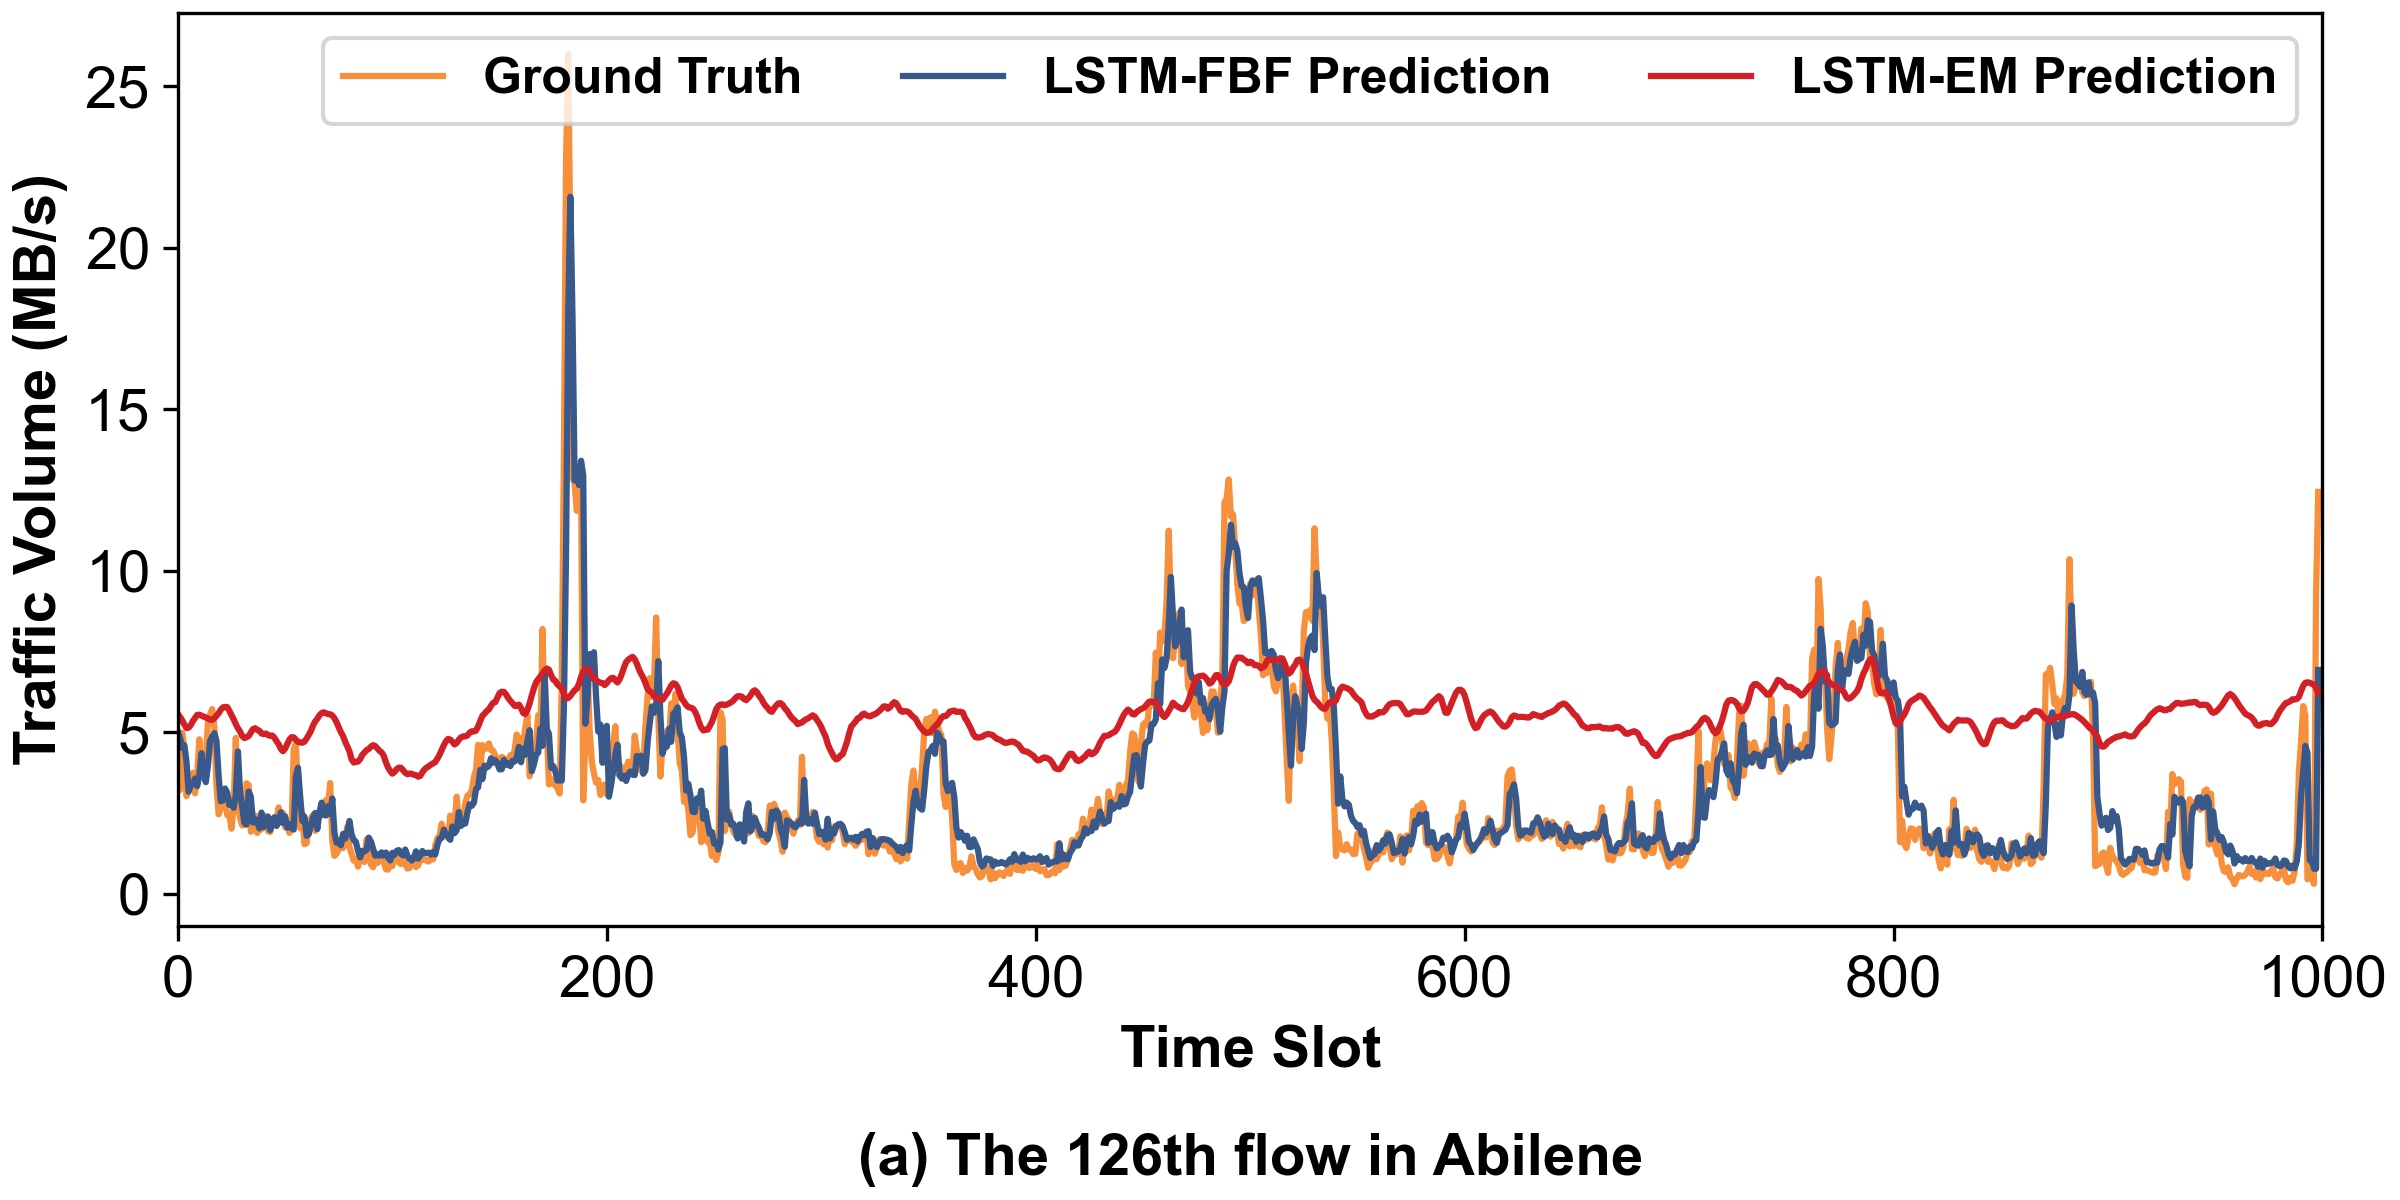 Ground Truth LSTM-FBF Prediction LSTM-EM Prediction
Traffic Volume (MB/s)
25
20
15
10
5
0
0 200 400 600 800 1000
Time Slot
(a) The 126th flow in Abilene